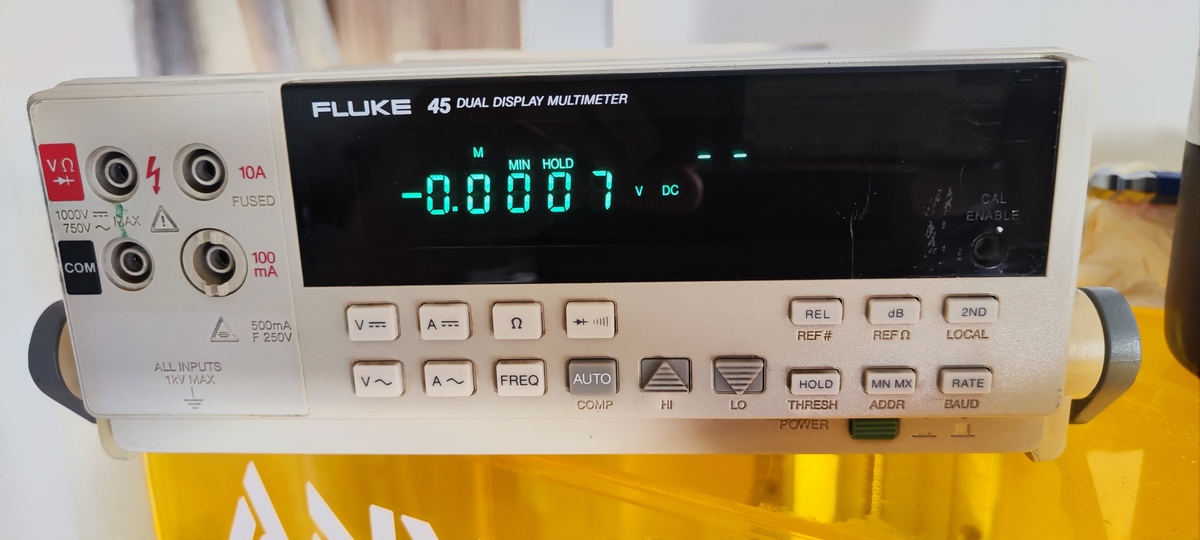 FLUKE 45 DUAL DISPLAY MULTIMETER
M MIN HOLD
-0.0007 V DC
--
CAL
ENABLE
VΩ
10A
FUSED
1000V
750V ~ MAX
COM
100
mA
500mA
F 250V
ALL INPUTS
1kV MAX
V A Ω
REL dB 2ND
REF # REF Ω LOCAL
V~ A~ FREQ AUTO
COMP HI LO
HOLD MN MX RATE
THRESH ADDR BAUD
POWER